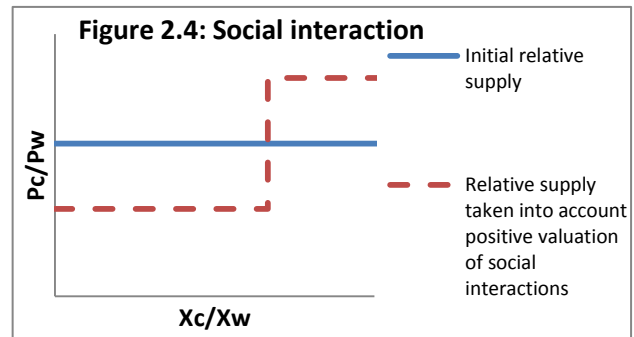 Figure 2.4: Social interaction
Pc/Pw
Xc/Xw
Initial relative
supply
Relative supply
taken into account
positive valuation
of social
interactions